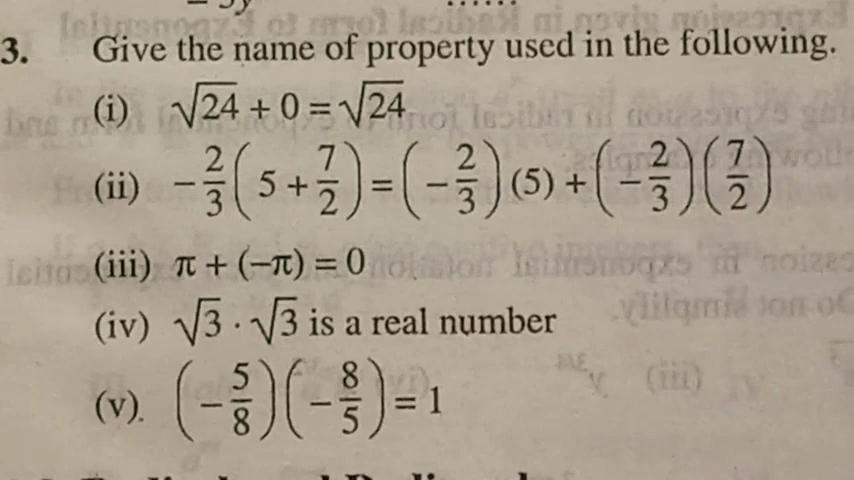 3. Give the name of property used in the following.
(i) √24 + 0 = √24
(ii) −2/3(5 + 7/2) = (−2/3)(5) + (−2/3)(7/2)
(iii) π + (−π) = 0
(iv) √3 · √3 is a real number
(v). (−5/8)(−8/5) = 1